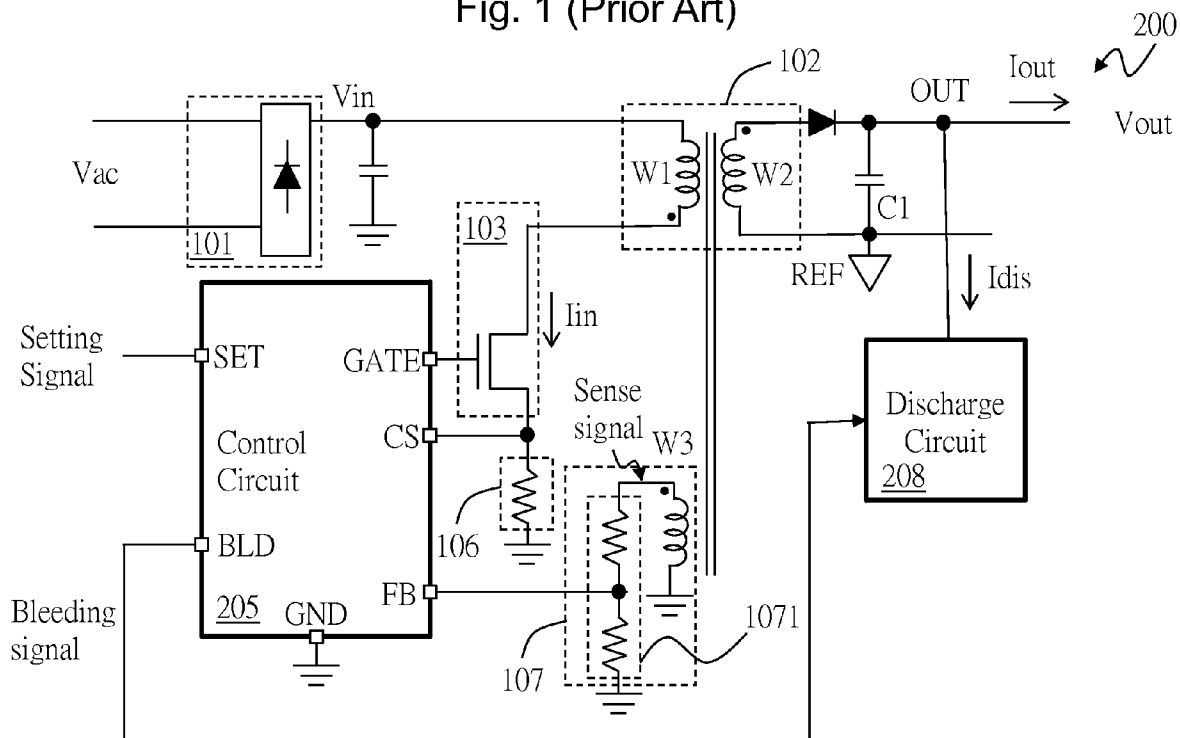 Fig. 1 (Prior Art)
200
102
Iout
OUT
Vin
Vout
Vac
W1
W2
C1
101
103
REF
Idis
Iin
Setting
Signal
SET
GATE
Sense
signal
W3
Discharge
Circuit
208
Control
Circuit
CS
106
BLD
FB
Bleeding
signal
205
GND
1071
107